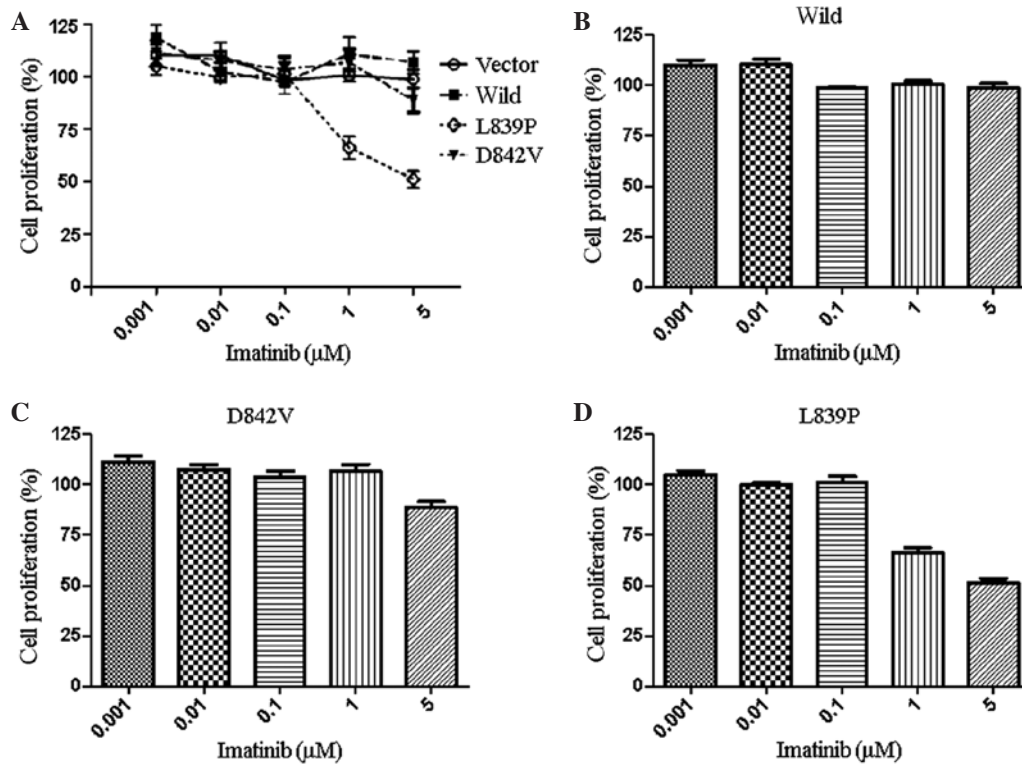 A
Cell proliferation (%)
125
100
75
50
25
0
0.001
0.01
0.1
1
5
Imatinib (µM)
Vector
Wild
L839P
D842V
B
Wild
Cell proliferation (%)
125
100
75
50
25
0
0.001
0.01
0.1
1
5
Imatinib (µM)
C
D842V
Cell proliferation (%)
125
100
75
50
25
0
0.001
0.01
0.1
1
5
Imatinib (µM)
D
L839P
Cell proliferation (%)
125
100
75
50
25
0
0.001
0.01
0.1
1
5
Imatinib (µM)